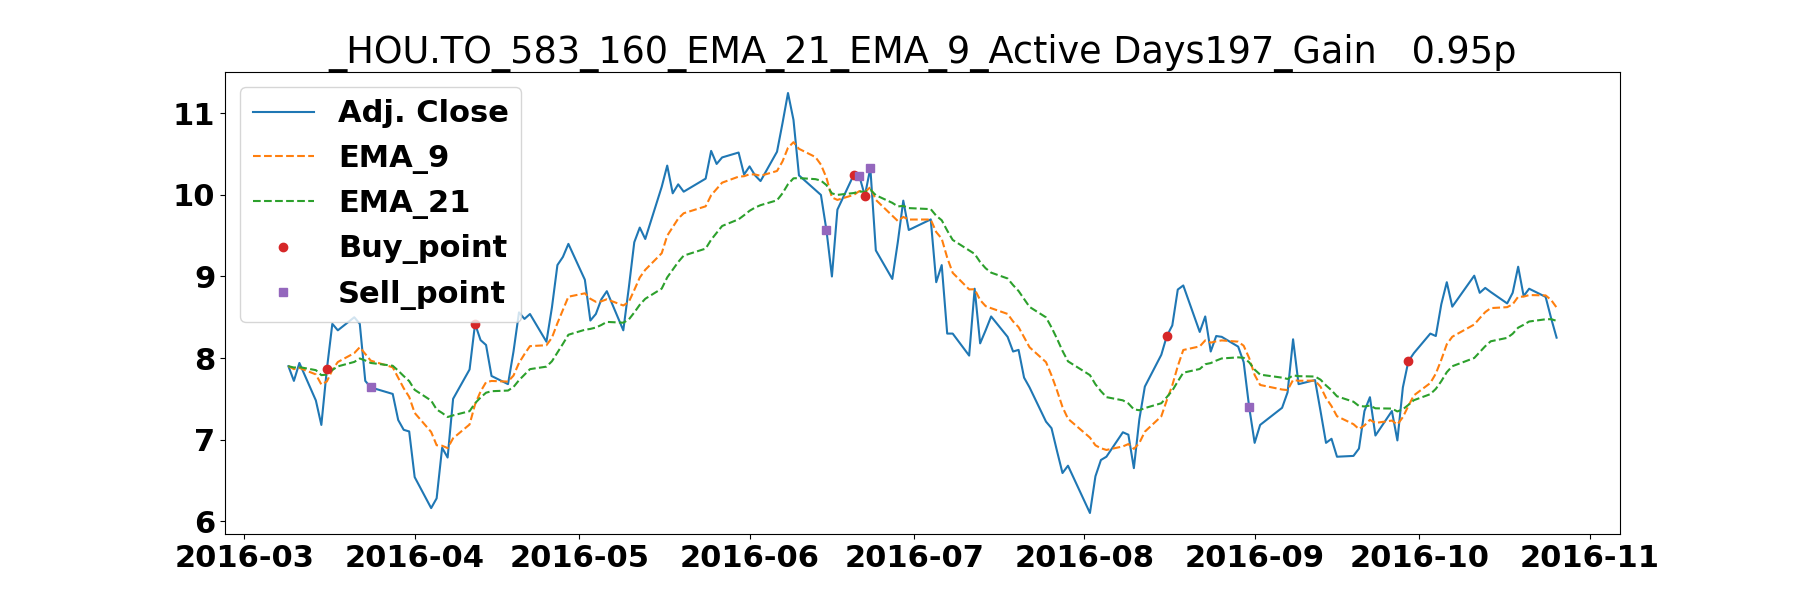 _HOU.TO_583_160_EMA_21_EMA_9_Active Days197_Gain   0.95p
Adj. Close
EMA_9
EMA_21
Buy_point
Sell_point
11
10
9
8
7
6
2016-03 2016-04 2016-05 2016-06 2016-07 2016-08 2016-09 2016-10 2016-11